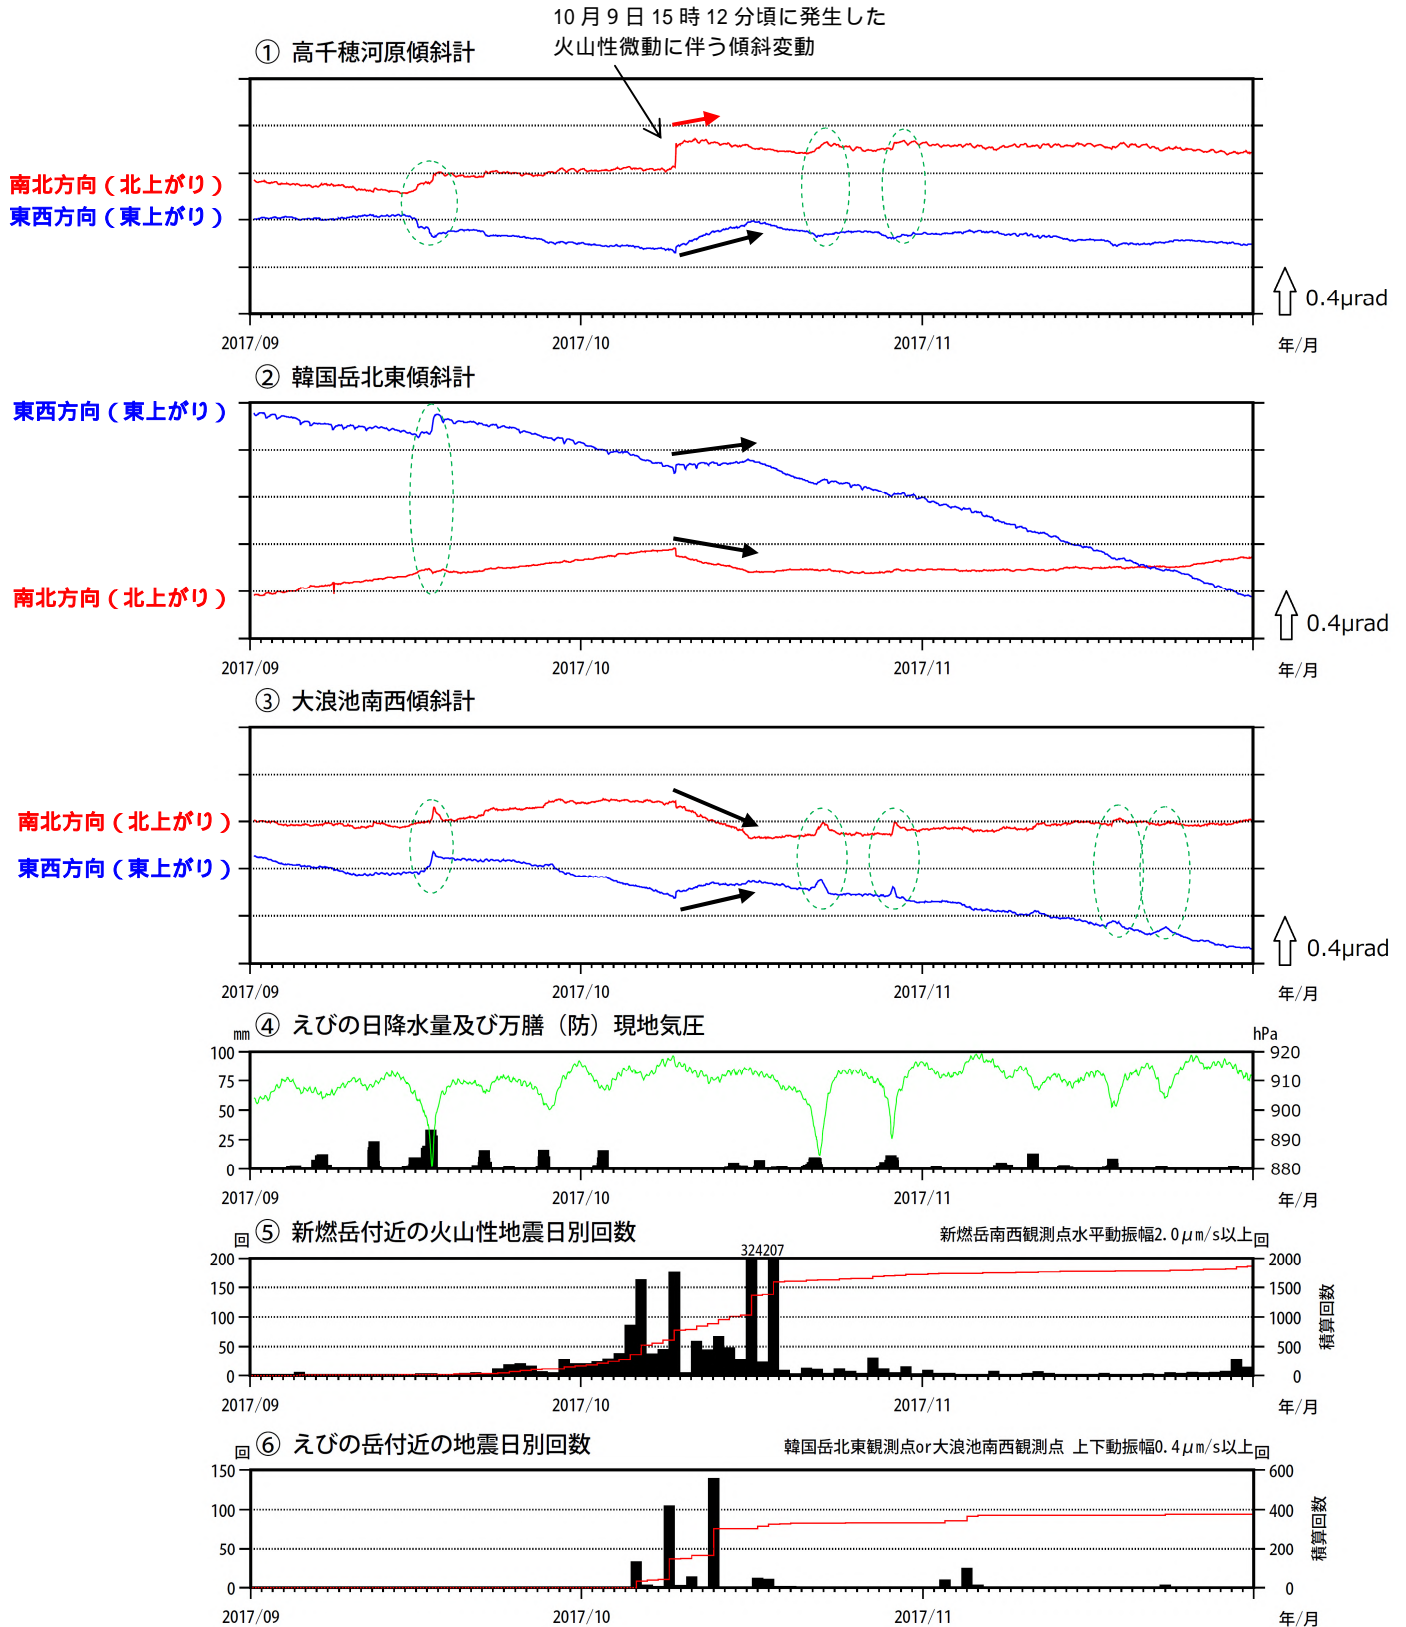 10月9日15時12分頃に発生した
火山性微動に伴う傾斜変動
① 高千穂河原傾斜計
南北方向（北上がり）
東西方向（東上がり）
0.4μrad
2017/09 2017/10 2017/11 年/月
② 韓国岳北東傾斜計
東西方向（東上がり）
南北方向（北上がり）
0.4μrad
2017/09 2017/10 2017/11 年/月
③ 大浪池南西傾斜計
南北方向（北上がり）
東西方向（東上がり）
0.4μrad
2017/09 2017/10 2017/11 年/月
mm ④ えびの日降水量及び万膳（防）現地気圧 hPa
100 920
75 910
50 900
25 890
0 880
2017/09 2017/10 2017/11 年/月
回 ⑤ 新燃岳付近の火山性地震日別回数 新燃岳南西観測点水平動振幅2.0μm/s以上 回
324207
200 2000
150 1500
100 1000
50 500
0 0
積算回数
2017/09 2017/10 2017/11 年/月
回 ⑥ えびの岳付近の地震日別回数 韓国岳北東観測点or大浪池南西観測点 上下動振幅0.4μm/s以上 回
150 600
100 400
50 200
0 0
積算回数
2017/09 2017/10 2017/11 年/月